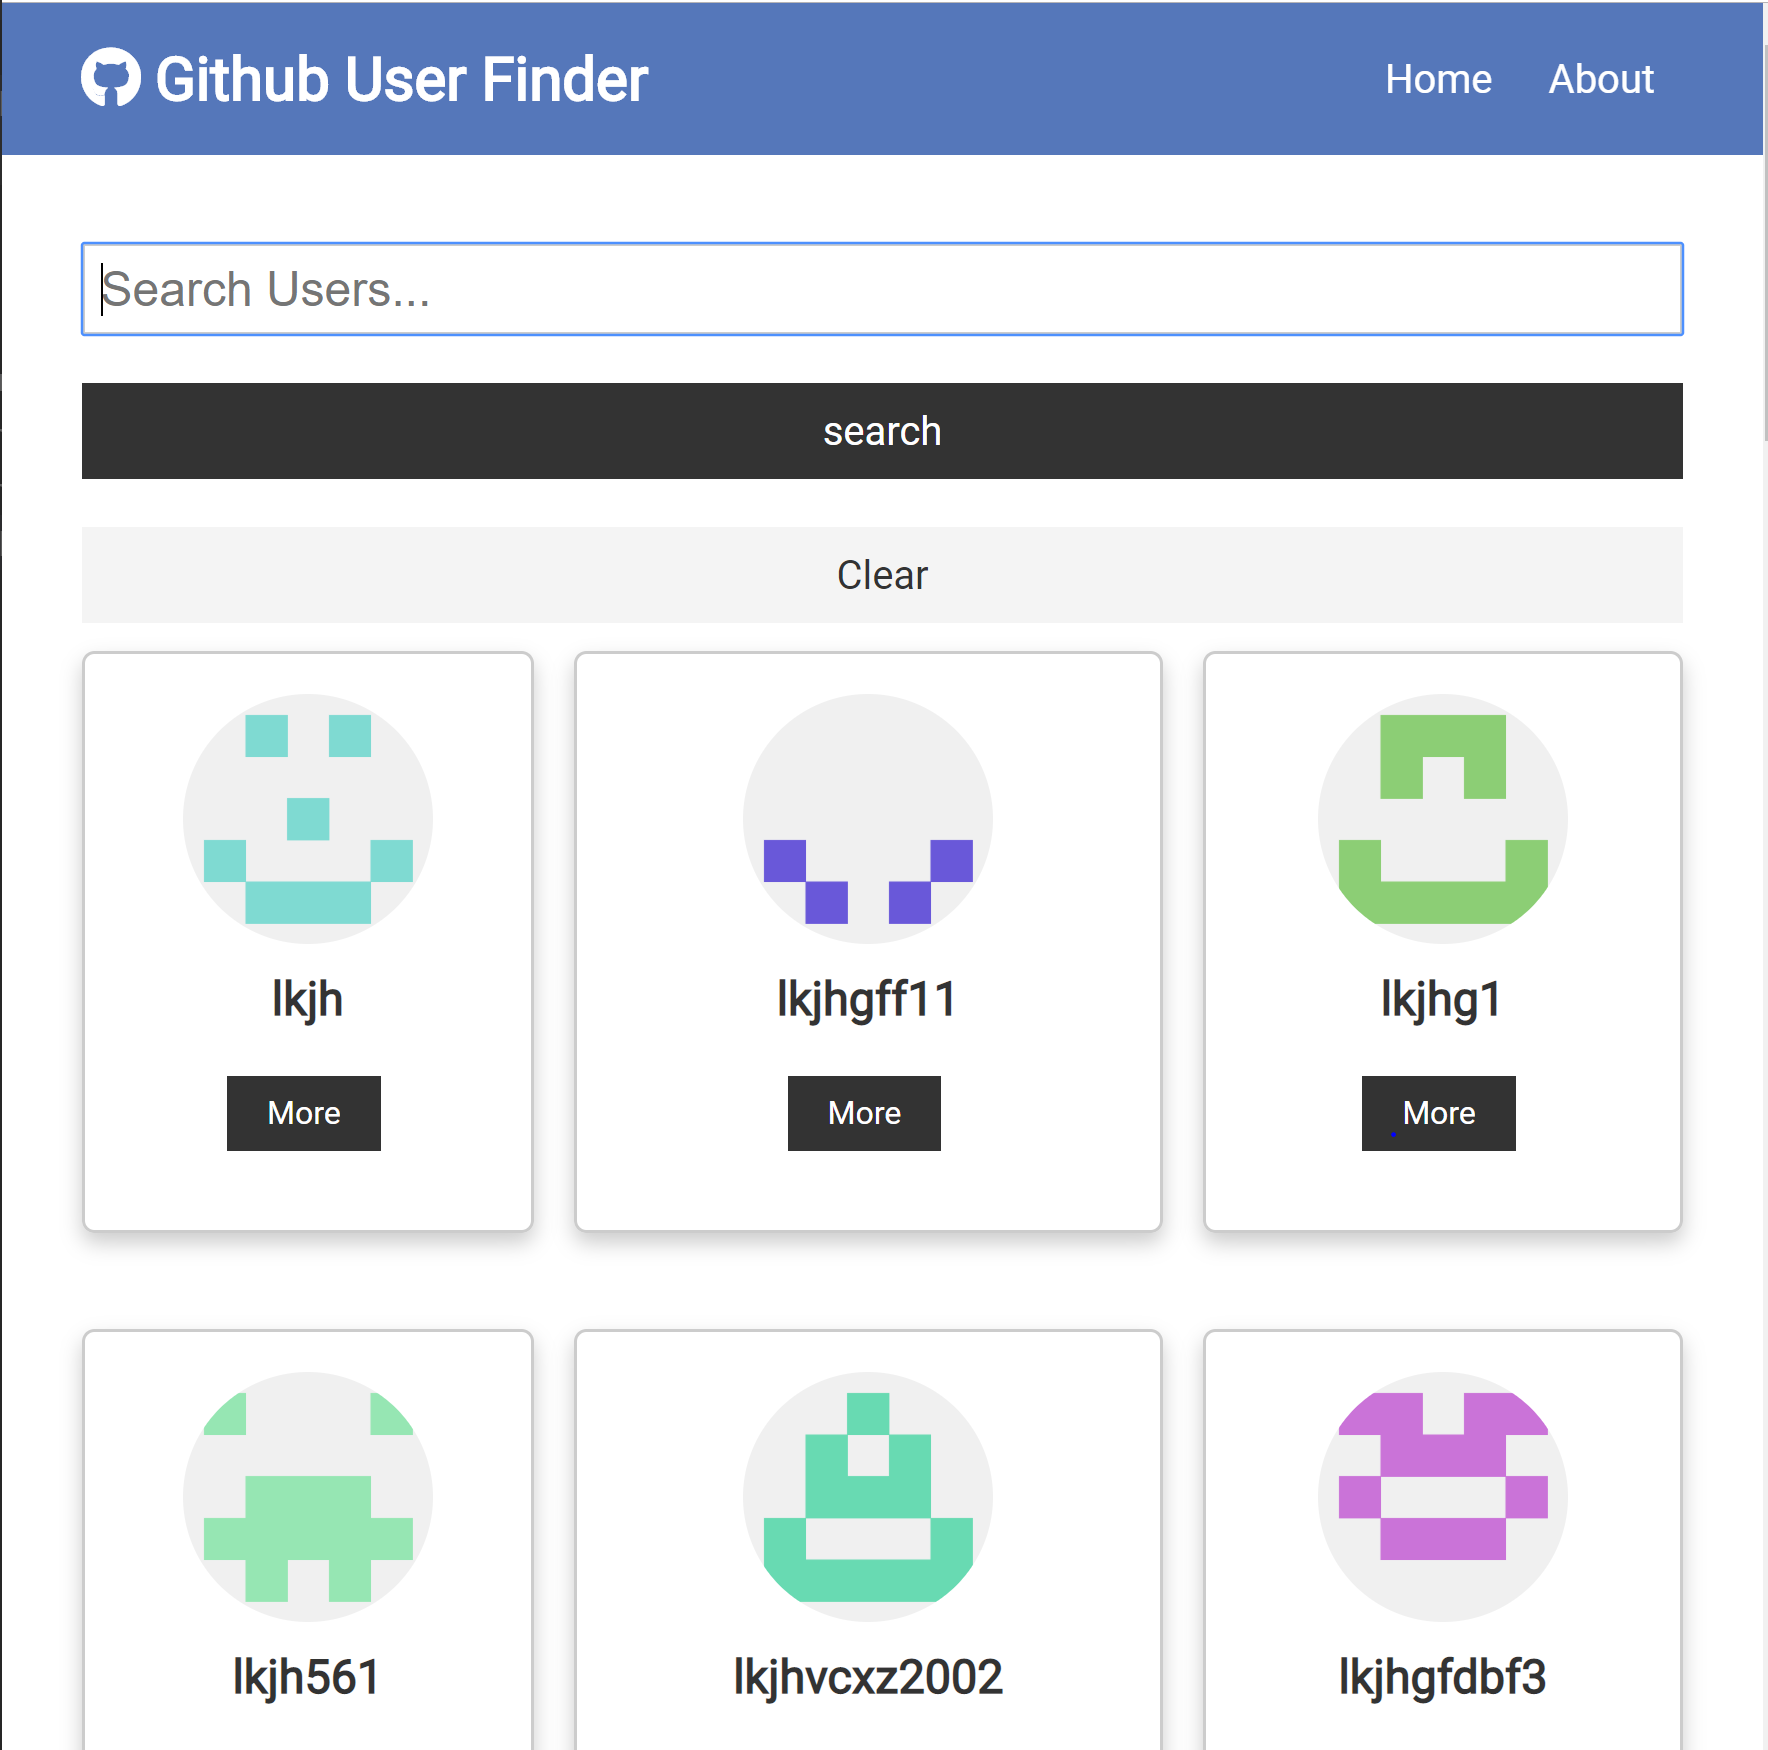 Github User Finder
Home About
Search Users...
search
Clear
lkjh
lkjhgff11
lkjhg1
More
More
More
lkjh561
lkjhvcxz2002
lkjhgfdbf3